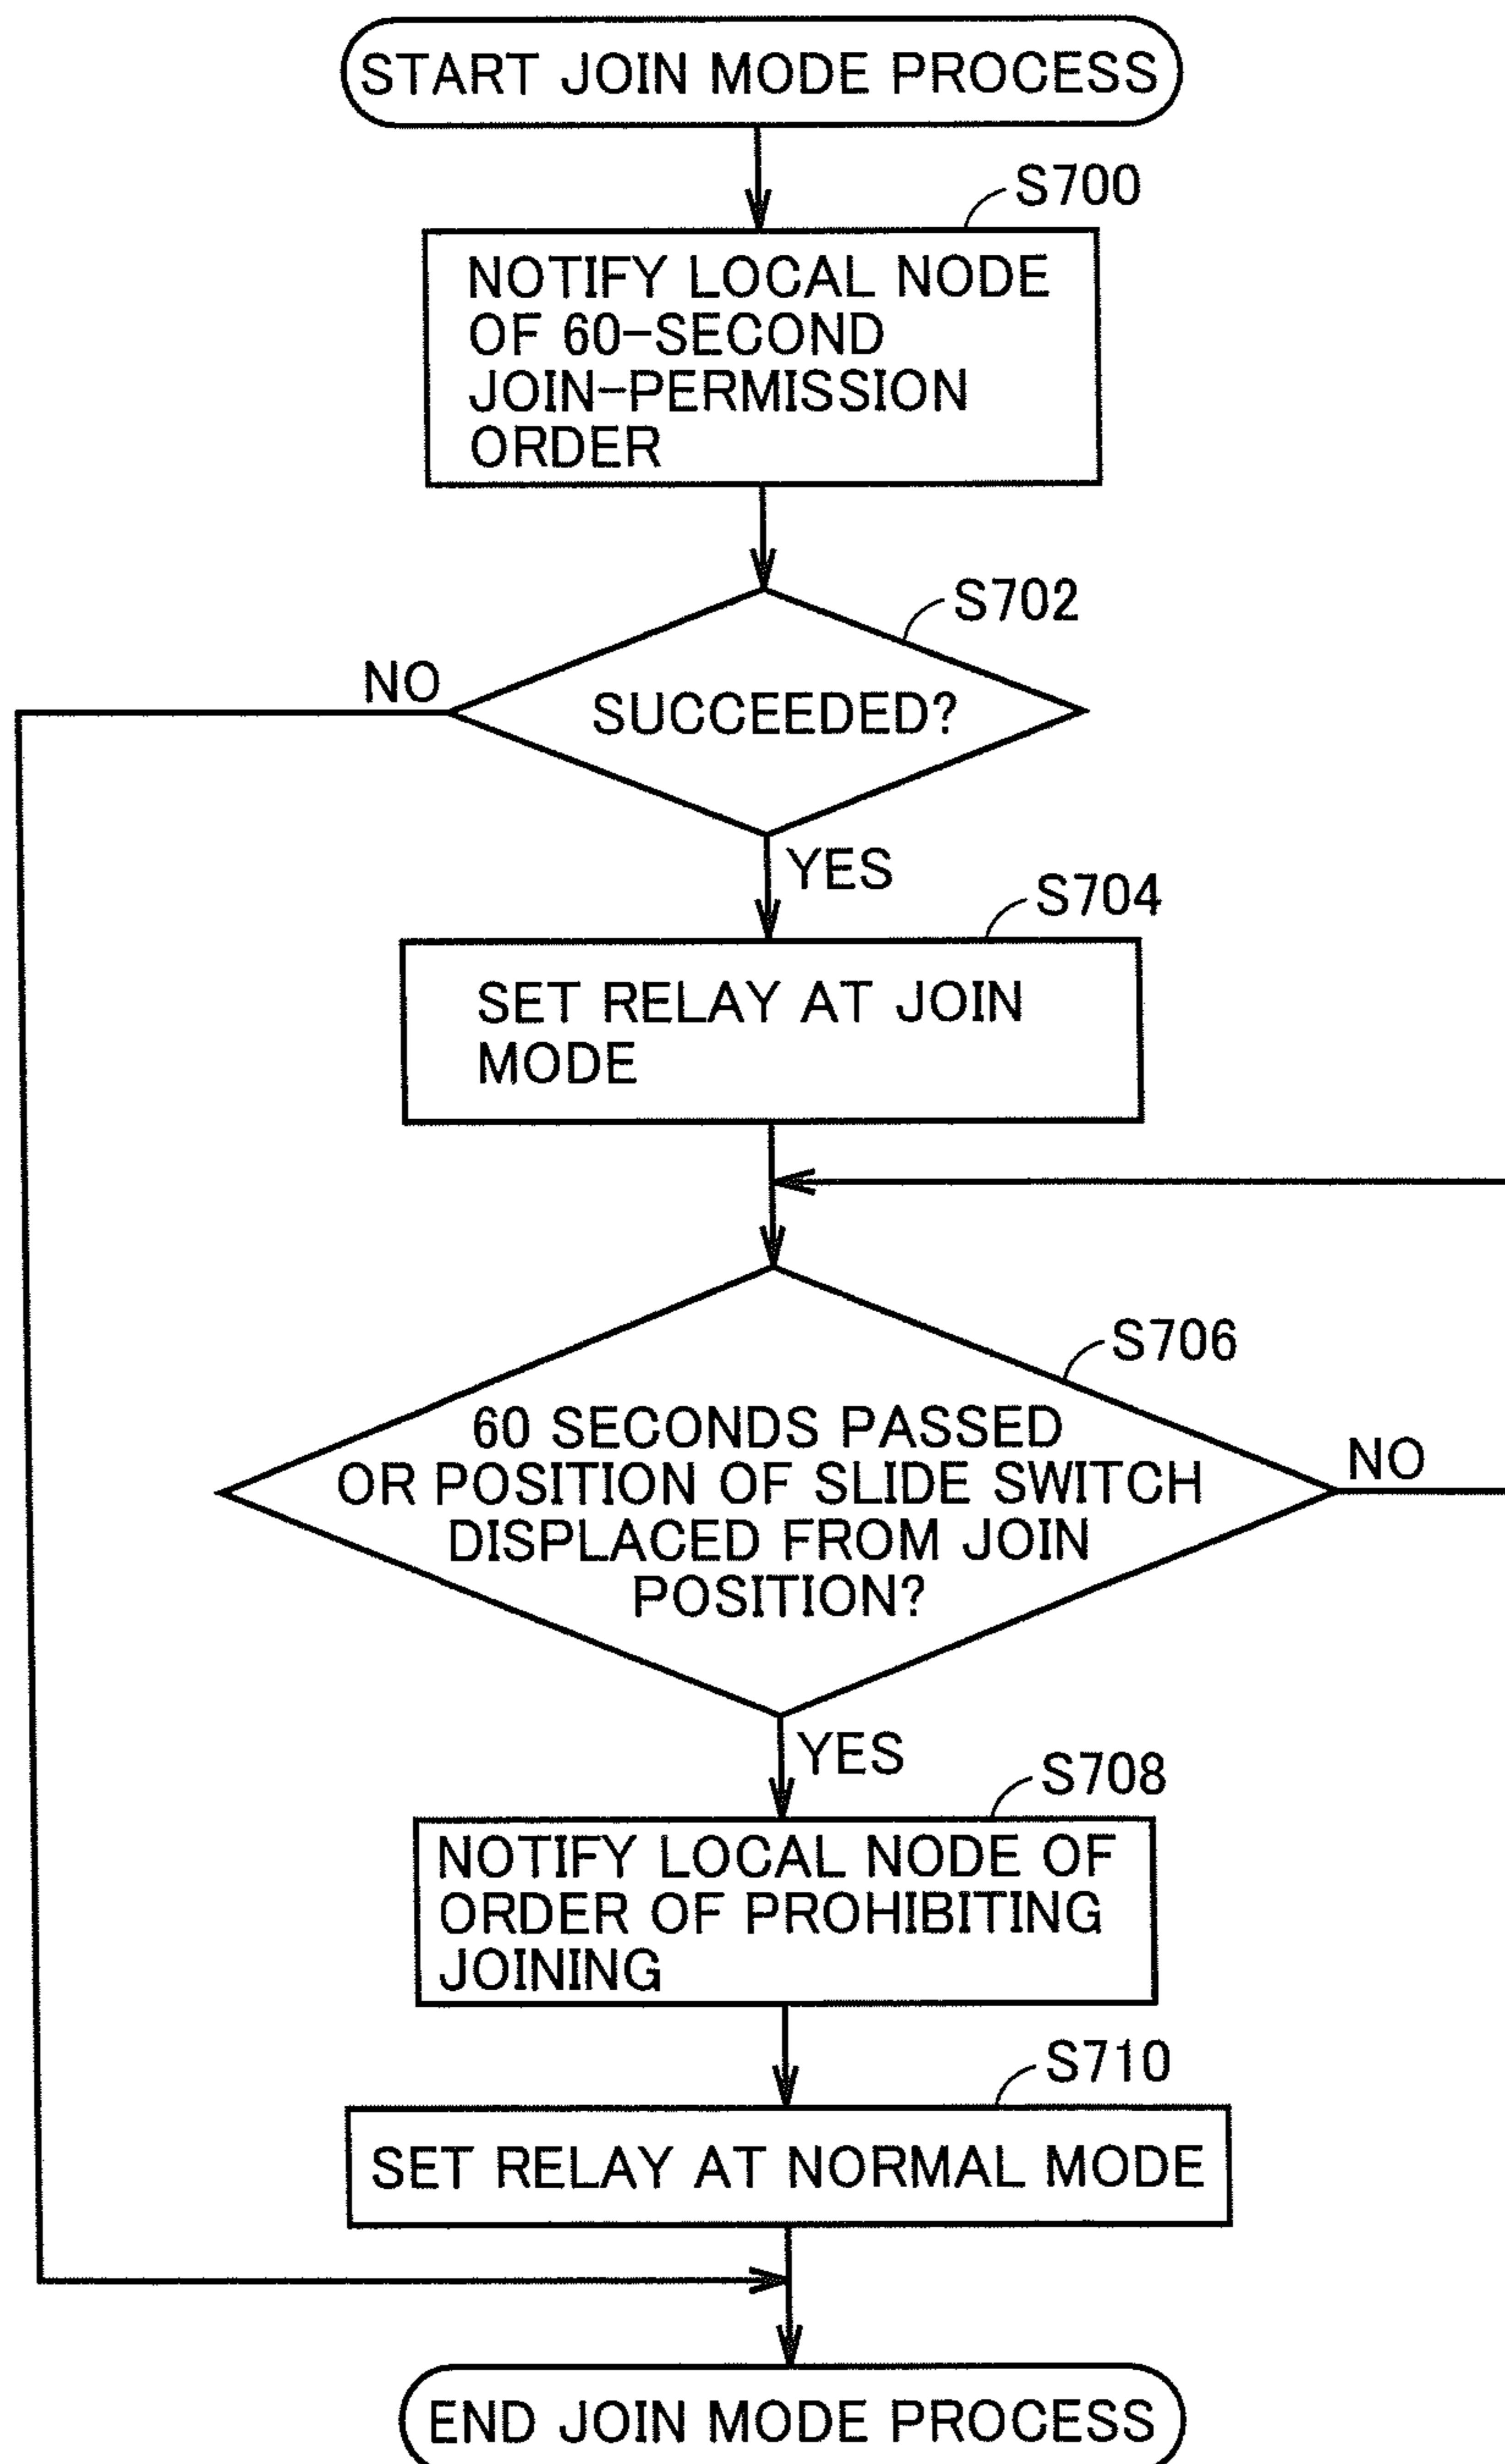 START JOIN MODE PROCESS
S700
NOTIFY LOCAL NODE
OF 60-SECOND
JOIN-PERMISSION
ORDER
S702
NO
SUCCEEDED?
YES
S704
SET RELAY AT JOIN
MODE
S706
60 SECONDS PASSED
OR POSITION OF SLIDE SWITCH
DISPLACED FROM JOIN
POSITION?
NO
YES
S708
NOTIFY LOCAL NODE OF
ORDER OF PROHIBITING
JOINING
S710
SET RELAY AT NORMAL MODE
END JOIN MODE PROCESS